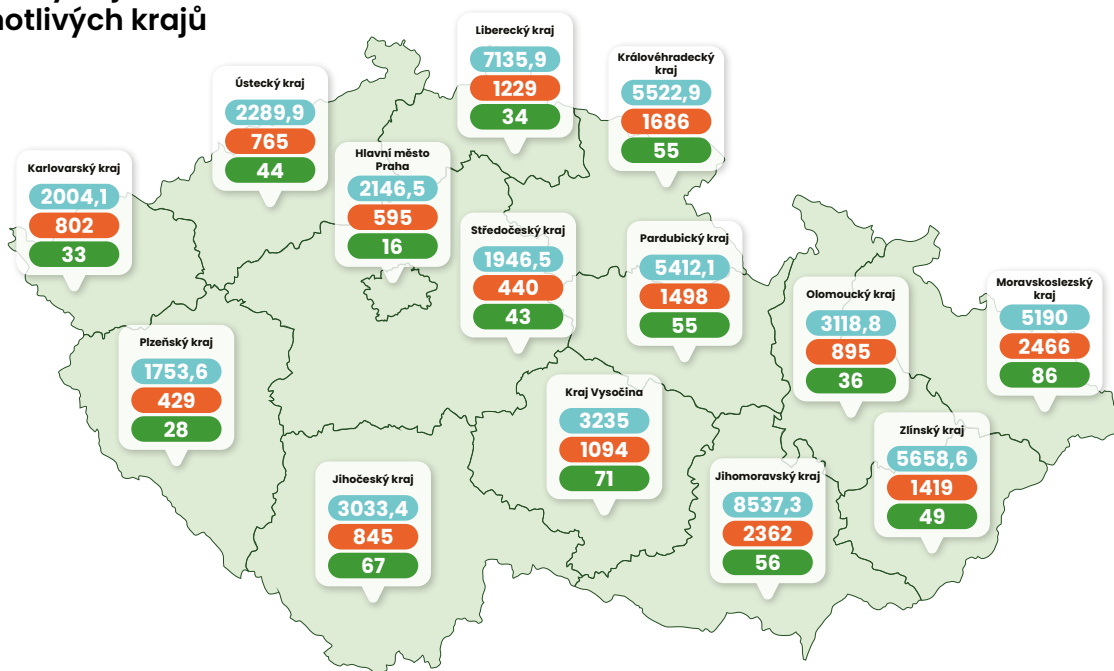 notlivých krajů
Liberecký kraj
7135,9
1229
34
Královéhradecký
kraj
5522,9
1686
55
Ústecký kraj
2289,9
765
44
Hlavní město
Praha
2146,5
595
16
Karlovarský kraj
2004,1
802
33
Středočeský kraj
1946,5
440
43
Pardubický kraj
5412,1
1498
55
Olomoucký kraj
3118,8
895
36
Moravskoslezský
kraj
5190
2466
86
Plzeňský kraj
1753,6
429
28
Kraj Vysočina
3235
1094
71
Zlínský kraj
5658,6
1419
49
Jihočeský kraj
3033,4
845
67
Jihomoravský kraj
8537,3
2362
56